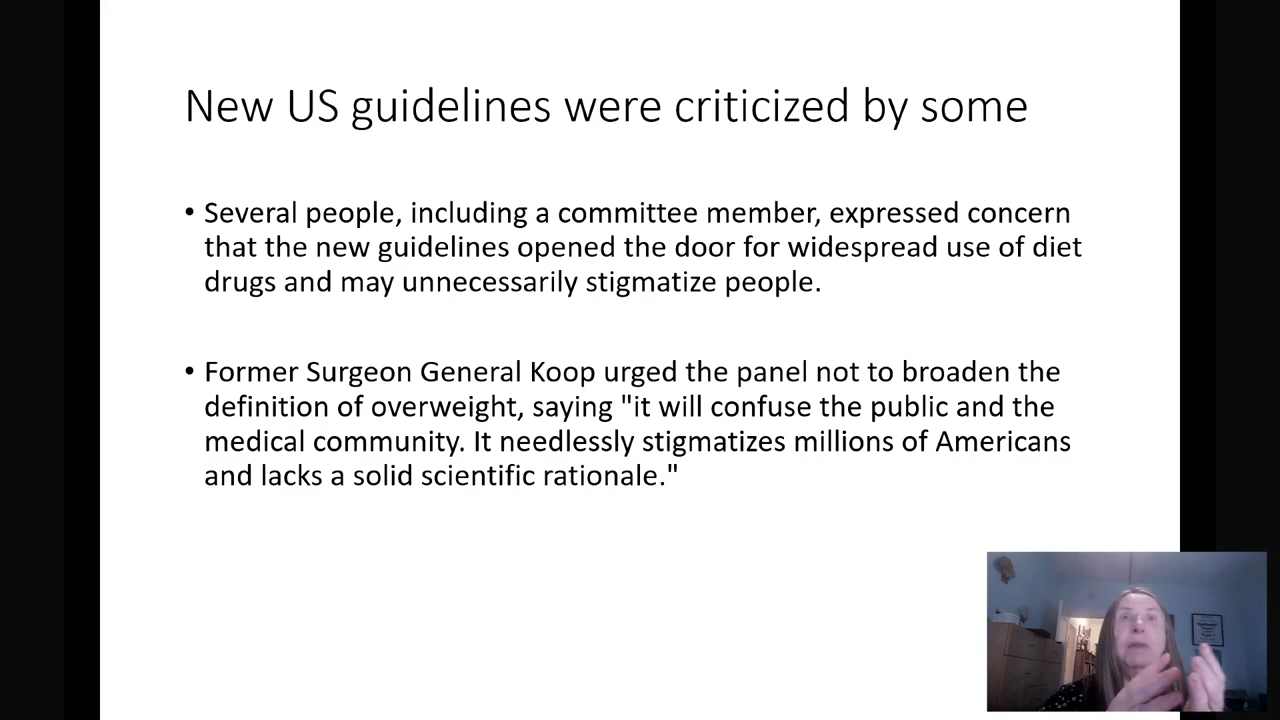 New US guidelines were criticized by some
• Several people, including a committee member, expressed concern
that the new guidelines opened the door for widespread use of diet
drugs and may unnecessarily stigmatize people.
• Former Surgeon General Koop urged the panel not to broaden the
definition of overweight, saying "it will confuse the public and the
medical community. It needlessly stigmatizes millions of Americans
and lacks a solid scientific rationale."